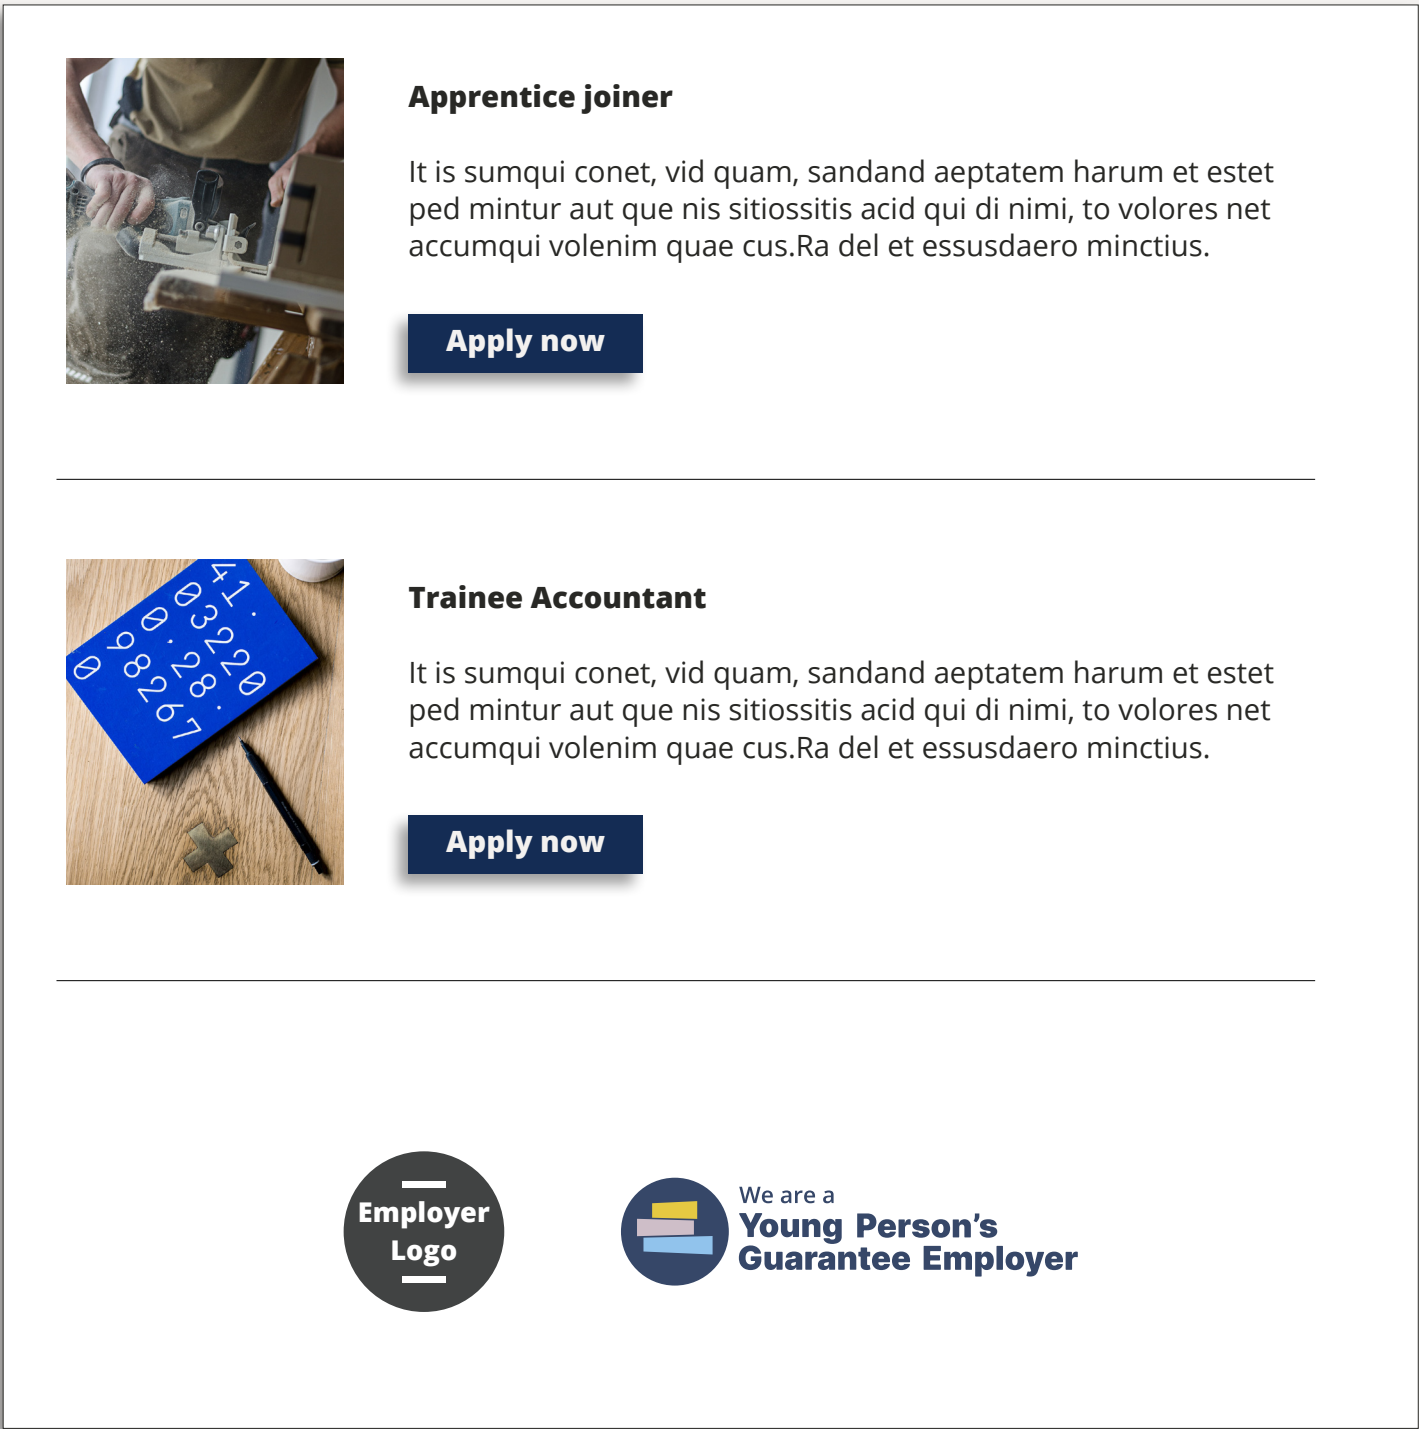 Apprentice joiner
It is sumqui conet, vid quam, sandand aeptatem harum et estet
ped mintur aut que nis sitiossitis acid qui di nimi, to volores net
accumqui volenim quae cus.Ra del et essusdaero minctius.
Apply now
041.
90.03220
098.28.
8267
Trainee Accountant
It is sumqui conet, vid quam, sandand aeptatem harum et estet
ped mintur aut que nis sitiossitis acid qui di nimi, to volores net
accumqui volenim quae cus.Ra del et essusdaero minctius.
Apply now
Employer
Logo
We are a
Young Person’s
Guarantee Employer